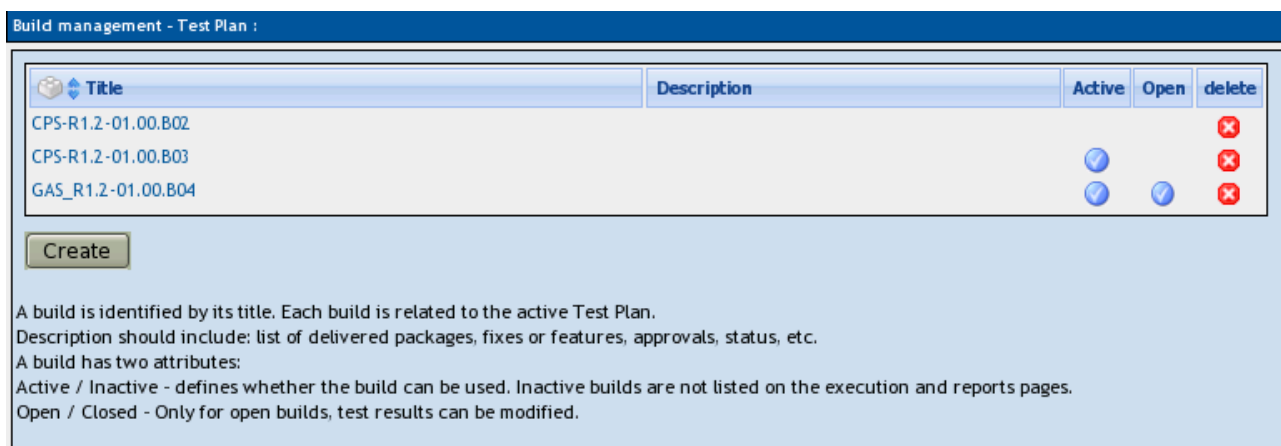 Build management - Test Plan :
Title Description Active Open delete
CPS-R1.2-01.00.B02
CPS-R1.2-01.00.B03
GAS_R1.2-01.00.B04
Create
A build is identified by its title. Each build is related to the active Test Plan.
Description should include: list of delivered packages, fixes or features, approvals, status, etc.
A build has two attributes:
Active / Inactive - defines whether the build can be used. Inactive builds are not listed on the execution and reports pages.
Open / Closed - Only for open builds, test results can be modified.